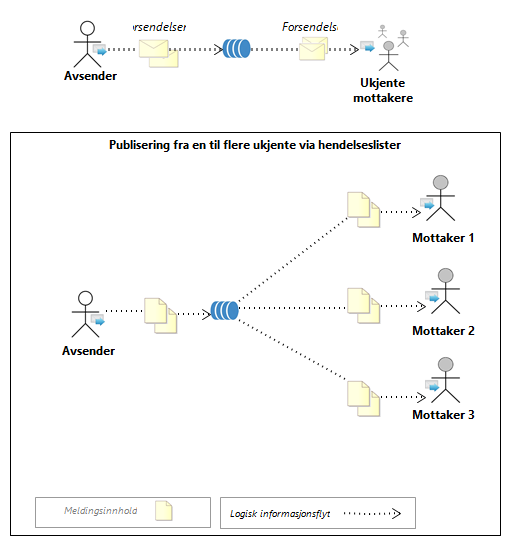 orsendelser
Forsendels
Avsender
Ukjente
mottakere
Publisering fra en til flere ukjente via hendelseslister
Mottaker 1
Mottaker 2
Avsender
Mottaker 3
Meldingsinnhold
Logisk informasjonsflyt